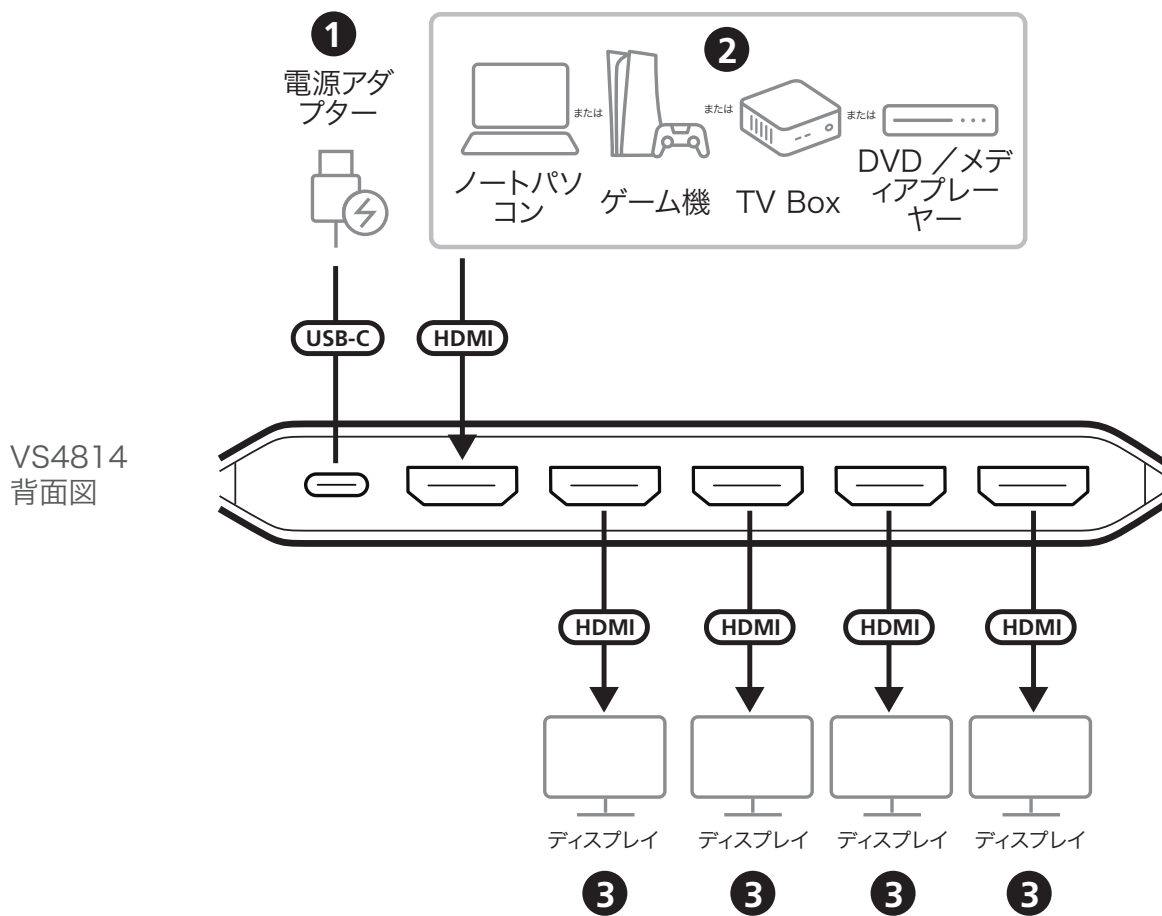 1
電源アダ
プター
2
または
または
または
ノートパソ
コン
ゲーム機
TV Box
DVD ／メデ
ィアプレー
ヤー
USB-C
HDMI
VS4814
背面図
HDMI
HDMI
HDMI
HDMI
ディスプレイ
ディスプレイ
ディスプレイ
ディスプレイ
3
3
3
3